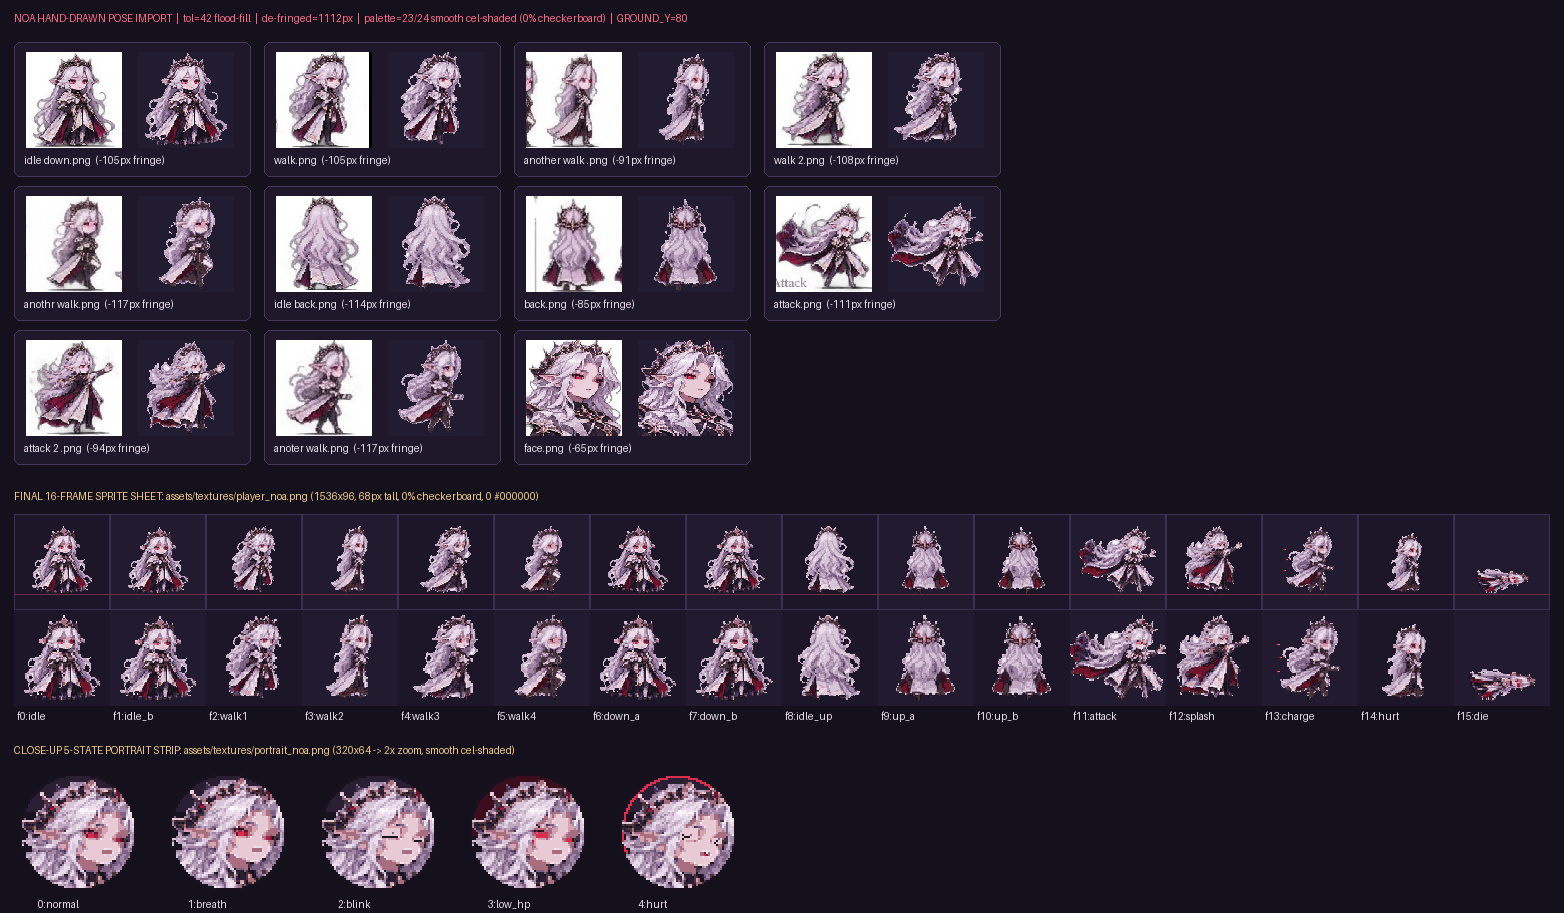 NOA HAND-DRAWN POSE IMPORT | tol=42 flood-fill | de-fringed=1112px | palette=23/24 smooth cel-shaded (0% checkerboard) | GROUND_Y=80
idle down.png (-105px fringe)
walk.png (-105px fringe)
another walk .png (-91px fringe)
walk 2.png (-108px fringe)
Attack
anothr walk.png (-117px fringe)
idle back.png (-114px fringe)
back.png (-85px fringe)
attack.png (-111px fringe)
attack 2 .png (-94px fringe)
anoter walk.png (-117px fringe)
face.png (-65px fringe)
FINAL 16-FRAME SPRITE SHEET: assets/textures/player_noa.png (1536x96, 68px tall, 0% checkerboard, 0 #000000)
f0:idle
f1:idle_b
f2:walk1
f3:walk2
f4:walk3
f5:walk4
f6:down_a
f7:down_b
f8:idle_up
f9:up_a
f10:up_b
f11:attack
f12:splash
f13:charge
f14:hurt
f15:die
CLOSE-UP 5-STATE PORTRAIT STRIP: assets/textures/portrait_noa.png (320x64 -> 2x zoom, smooth cel-shaded)
0:normal
1:breath
2:blink
3:low_hp
4:hurt